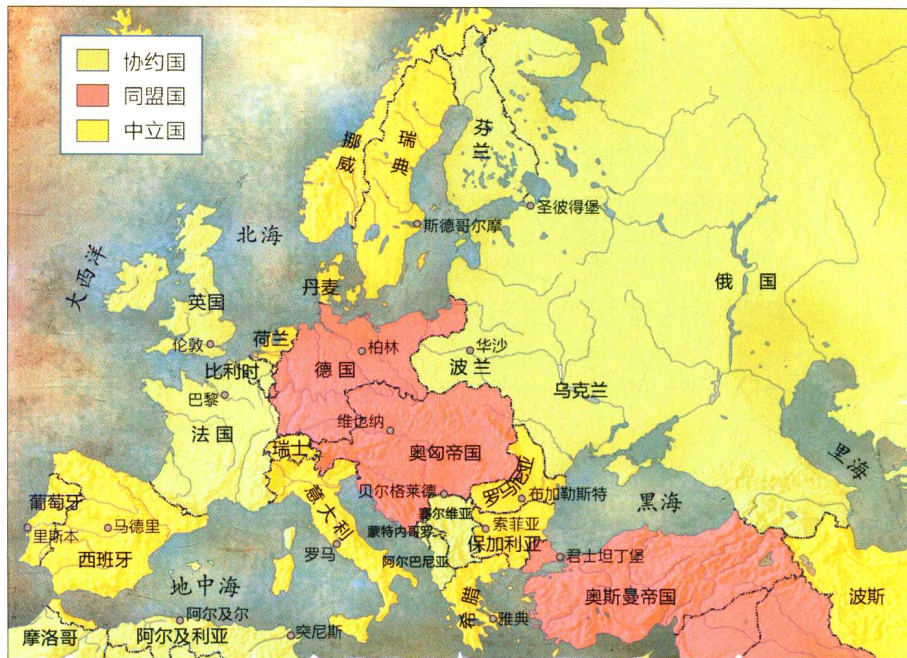 协约国
同盟国
中立国
挪威
瑞典
芬兰
圣彼得堡
斯德哥尔摩
北海
大西洋
俄国
丹麦
英国
荷兰
伦敦
柏林
华沙
比利时
德国
波兰
乌克兰
巴黎
维也纳
法国
奥匈帝国
瑞士
里海
罗马尼亚
贝尔格莱德
布加勒斯特
黑海
葡萄牙
意大利
塞尔维亚
里斯本
马德里
蒙特内哥罗
索菲亚
保加利亚
罗马
君士坦丁堡
西班牙
阿尔巴尼亚
地中海
奥斯曼帝国
波斯
希腊
雅典
阿尔及尔
摩洛哥
阿尔及利亚
突尼斯